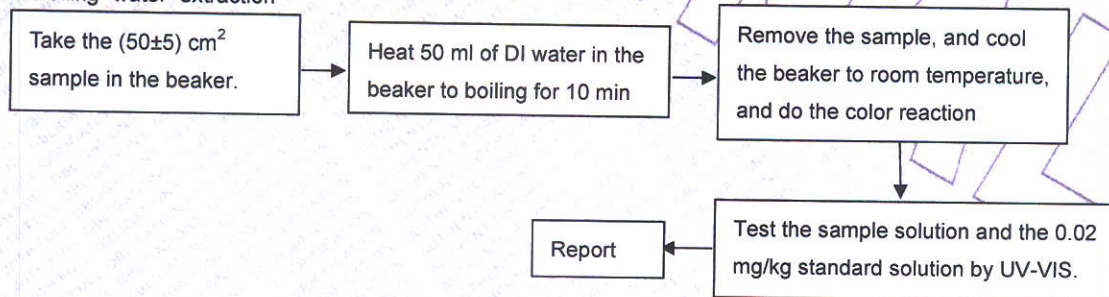 water extraction
Take the (50±5) cm²
sample in the beaker.
Heat 50 ml of DI water in the
beaker to boiling for 10 min
Remove the sample, and cool
the beaker to room temperature,
and do the color reaction
Test the sample solution and the 0.02
mg/kg standard solution by UV-VIS.
Report